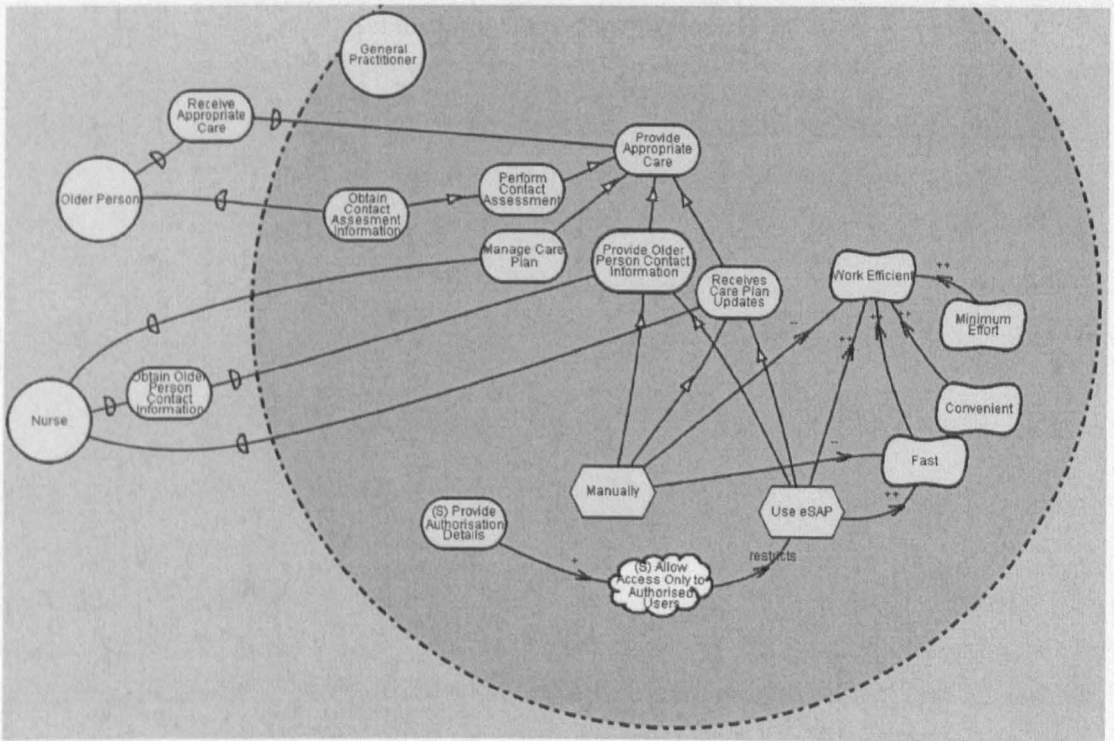 General
Practitioner
Receive
Appropriate
Care
Provide
Appropriate
Care
Older Person
Obtain
Contact
Assesment
Information
Perform
Contact
Assessment
Manage Care
Plan
Provide Older
Person Contact
Information
Receives
Care Plan
Updates
Work Efficient
++
Minimum
Effort
--
++
++
++
Obtain Older
Person
Contact
Information
Nurse
Convenient
--
Fast
Manually
++
Use eSAP
(S) Provide
Authorisation
Details
+
restricts
(S) Allow
Access Only to
Authorised
Users